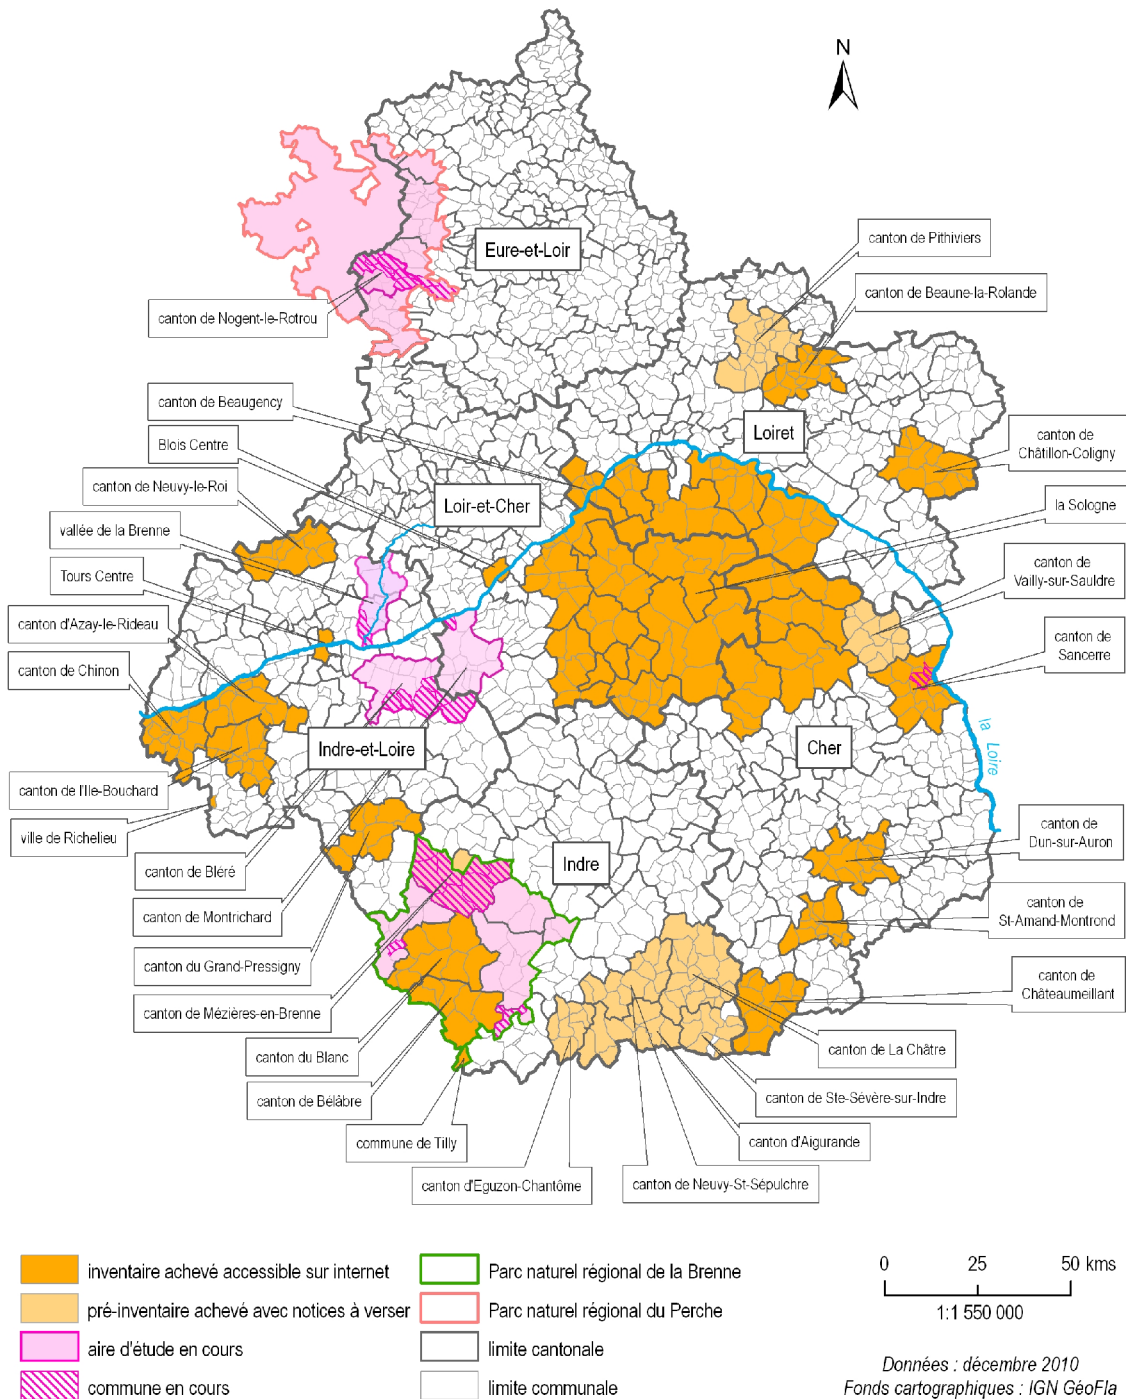 N
Eure-et-Loir
canton de Pithiviers
canton de Beaune-la-Rolande
canton de Nogent-le-Rotrou
canton de Beaugency
Loiret
canton de
Châtillon-Coligny
Blois Centre
canton de Neuvy-le-Roi
Loir-et-Cher
la Sologne
vallée de la Brenne
canton de
Vailly-sur-Sauldre
Tours Centre
canton d'Azay-le-Rideau
canton de
Sancerre
canton de Chinon
Indre-et-Loire
Cher
la Loire
canton de l'Ile-Bouchard
ville de Richelieu
canton de
Dun-sur-Auron
canton de Bléré
Indre
canton de Montrichard
canton de
St-Amand-Montrond
canton du Grand-Pressigny
canton de
Châteaumeillant
canton de Mézières-en-Brenne
canton du Blanc
canton de La Châtre
canton de Bélâbre
canton de Ste-Sévère-sur-Indre
commune de Tilly
canton d'Aigurande
canton d'Eguzon-Chantôme
canton de Neuvy-St-Sépulchre
inventaire achevé accessible sur internet
pré-inventaire achevé avec notices à verser
aire d'étude en cours
commune en cours
Parc naturel régional de la Brenne
Parc naturel régional du Perche
limite cantonale
limite communale
0 25 50 kms
1:1 550 000
Données : décembre 2010
Fonds cartographiques : IGN GéoFla